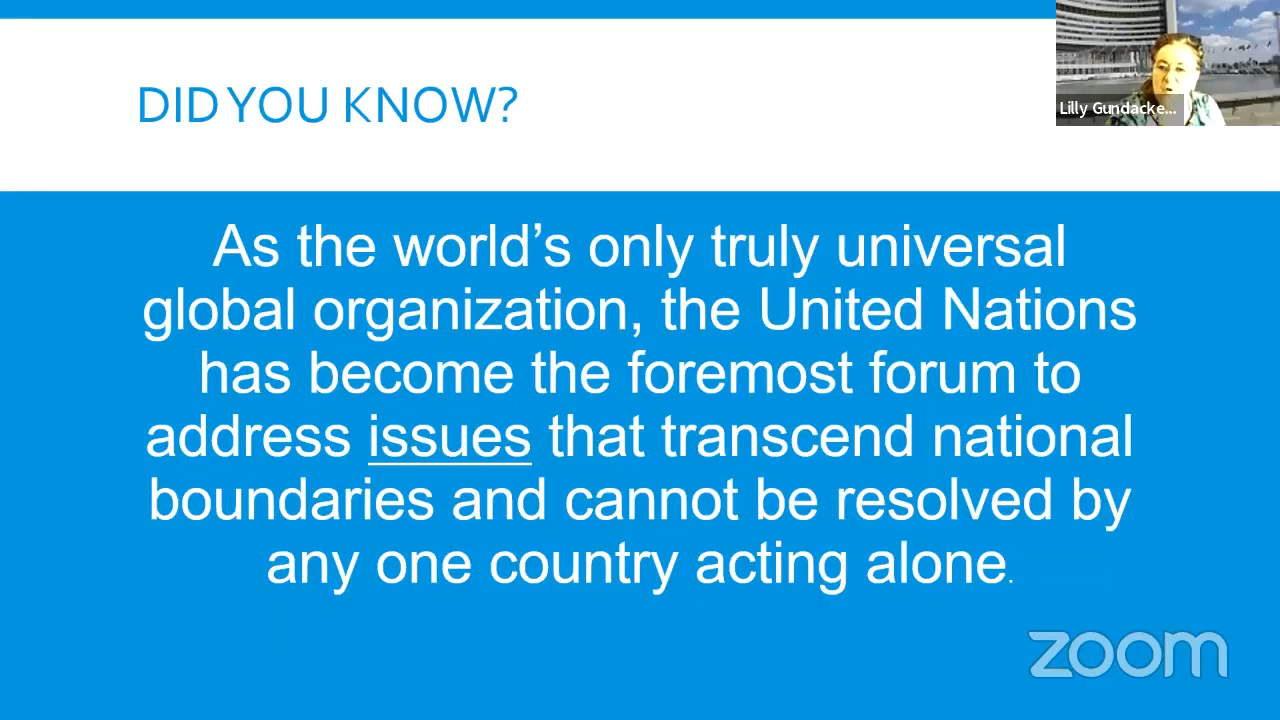 DID YOU KNOW?
Lilly Gundacke...
As the world’s only truly universal
global organization, the United Nations
has become the foremost forum to
address issues that transcend national
boundaries and cannot be resolved by
any one country acting alone.
zoom